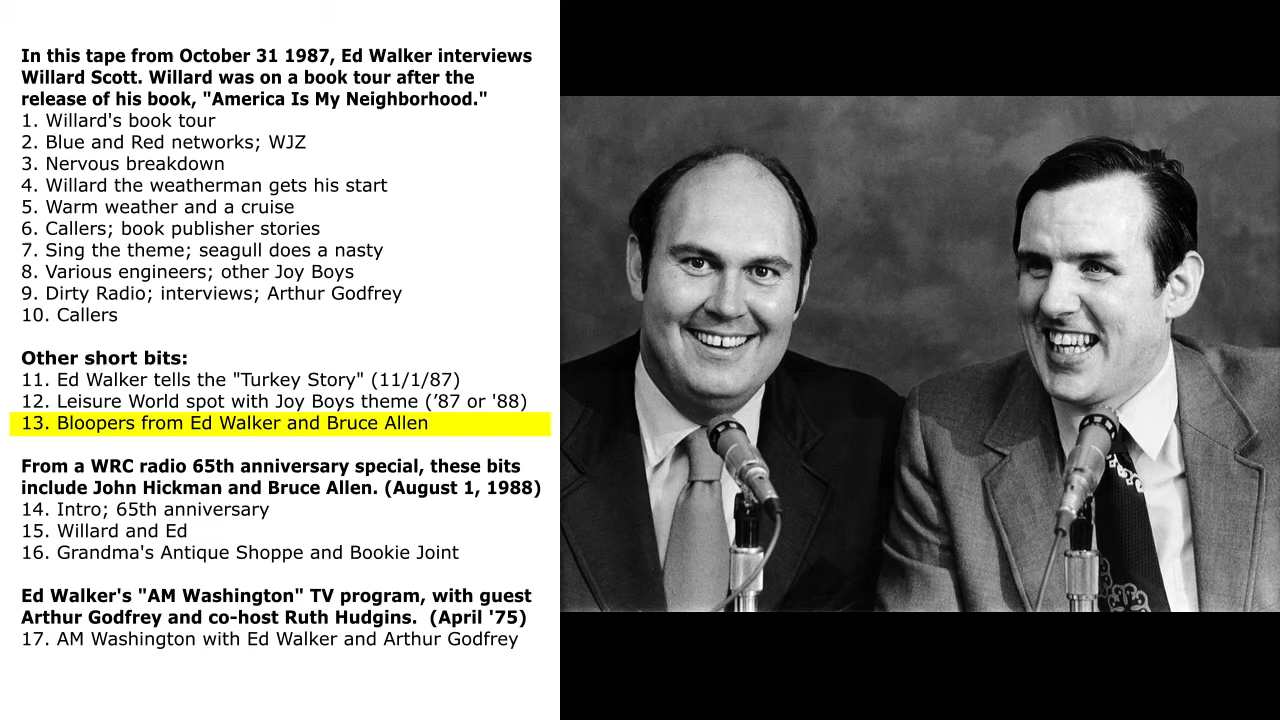 In this tape from October 31 1987, Ed Walker interviews
Willard Scott. Willard was on a book tour after the
release of his book, "America Is My Neighborhood."
1. Willard's book tour
2. Blue and Red networks; WJZ
3. Nervous breakdown
4. Willard the weatherman gets his start
5. Warm weather and a cruise
6. Callers; book publisher stories
7. Sing the theme; seagull does a nasty
8. Various engineers; other Joy Boys
9. Dirty Radio; interviews; Arthur Godfrey
10. Callers
Other short bits:
11. Ed Walker tells the "Turkey Story" (11/1/87)
12. Leisure World spot with Joy Boys theme (’87 or '88)
13. Bloopers from Ed Walker and Bruce Allen
From a WRC radio 65th anniversary special, these bits
include John Hickman and Bruce Allen. (August 1, 1988)
14. Intro; 65th anniversary
15. Willard and Ed
16. Grandma's Antique Shoppe and Bookie Joint
Ed Walker's "AM Washington" TV program, with guest
Arthur Godfrey and co-host Ruth Hudgins.  (April '75)
17. AM Washington with Ed Walker and Arthur Godfrey